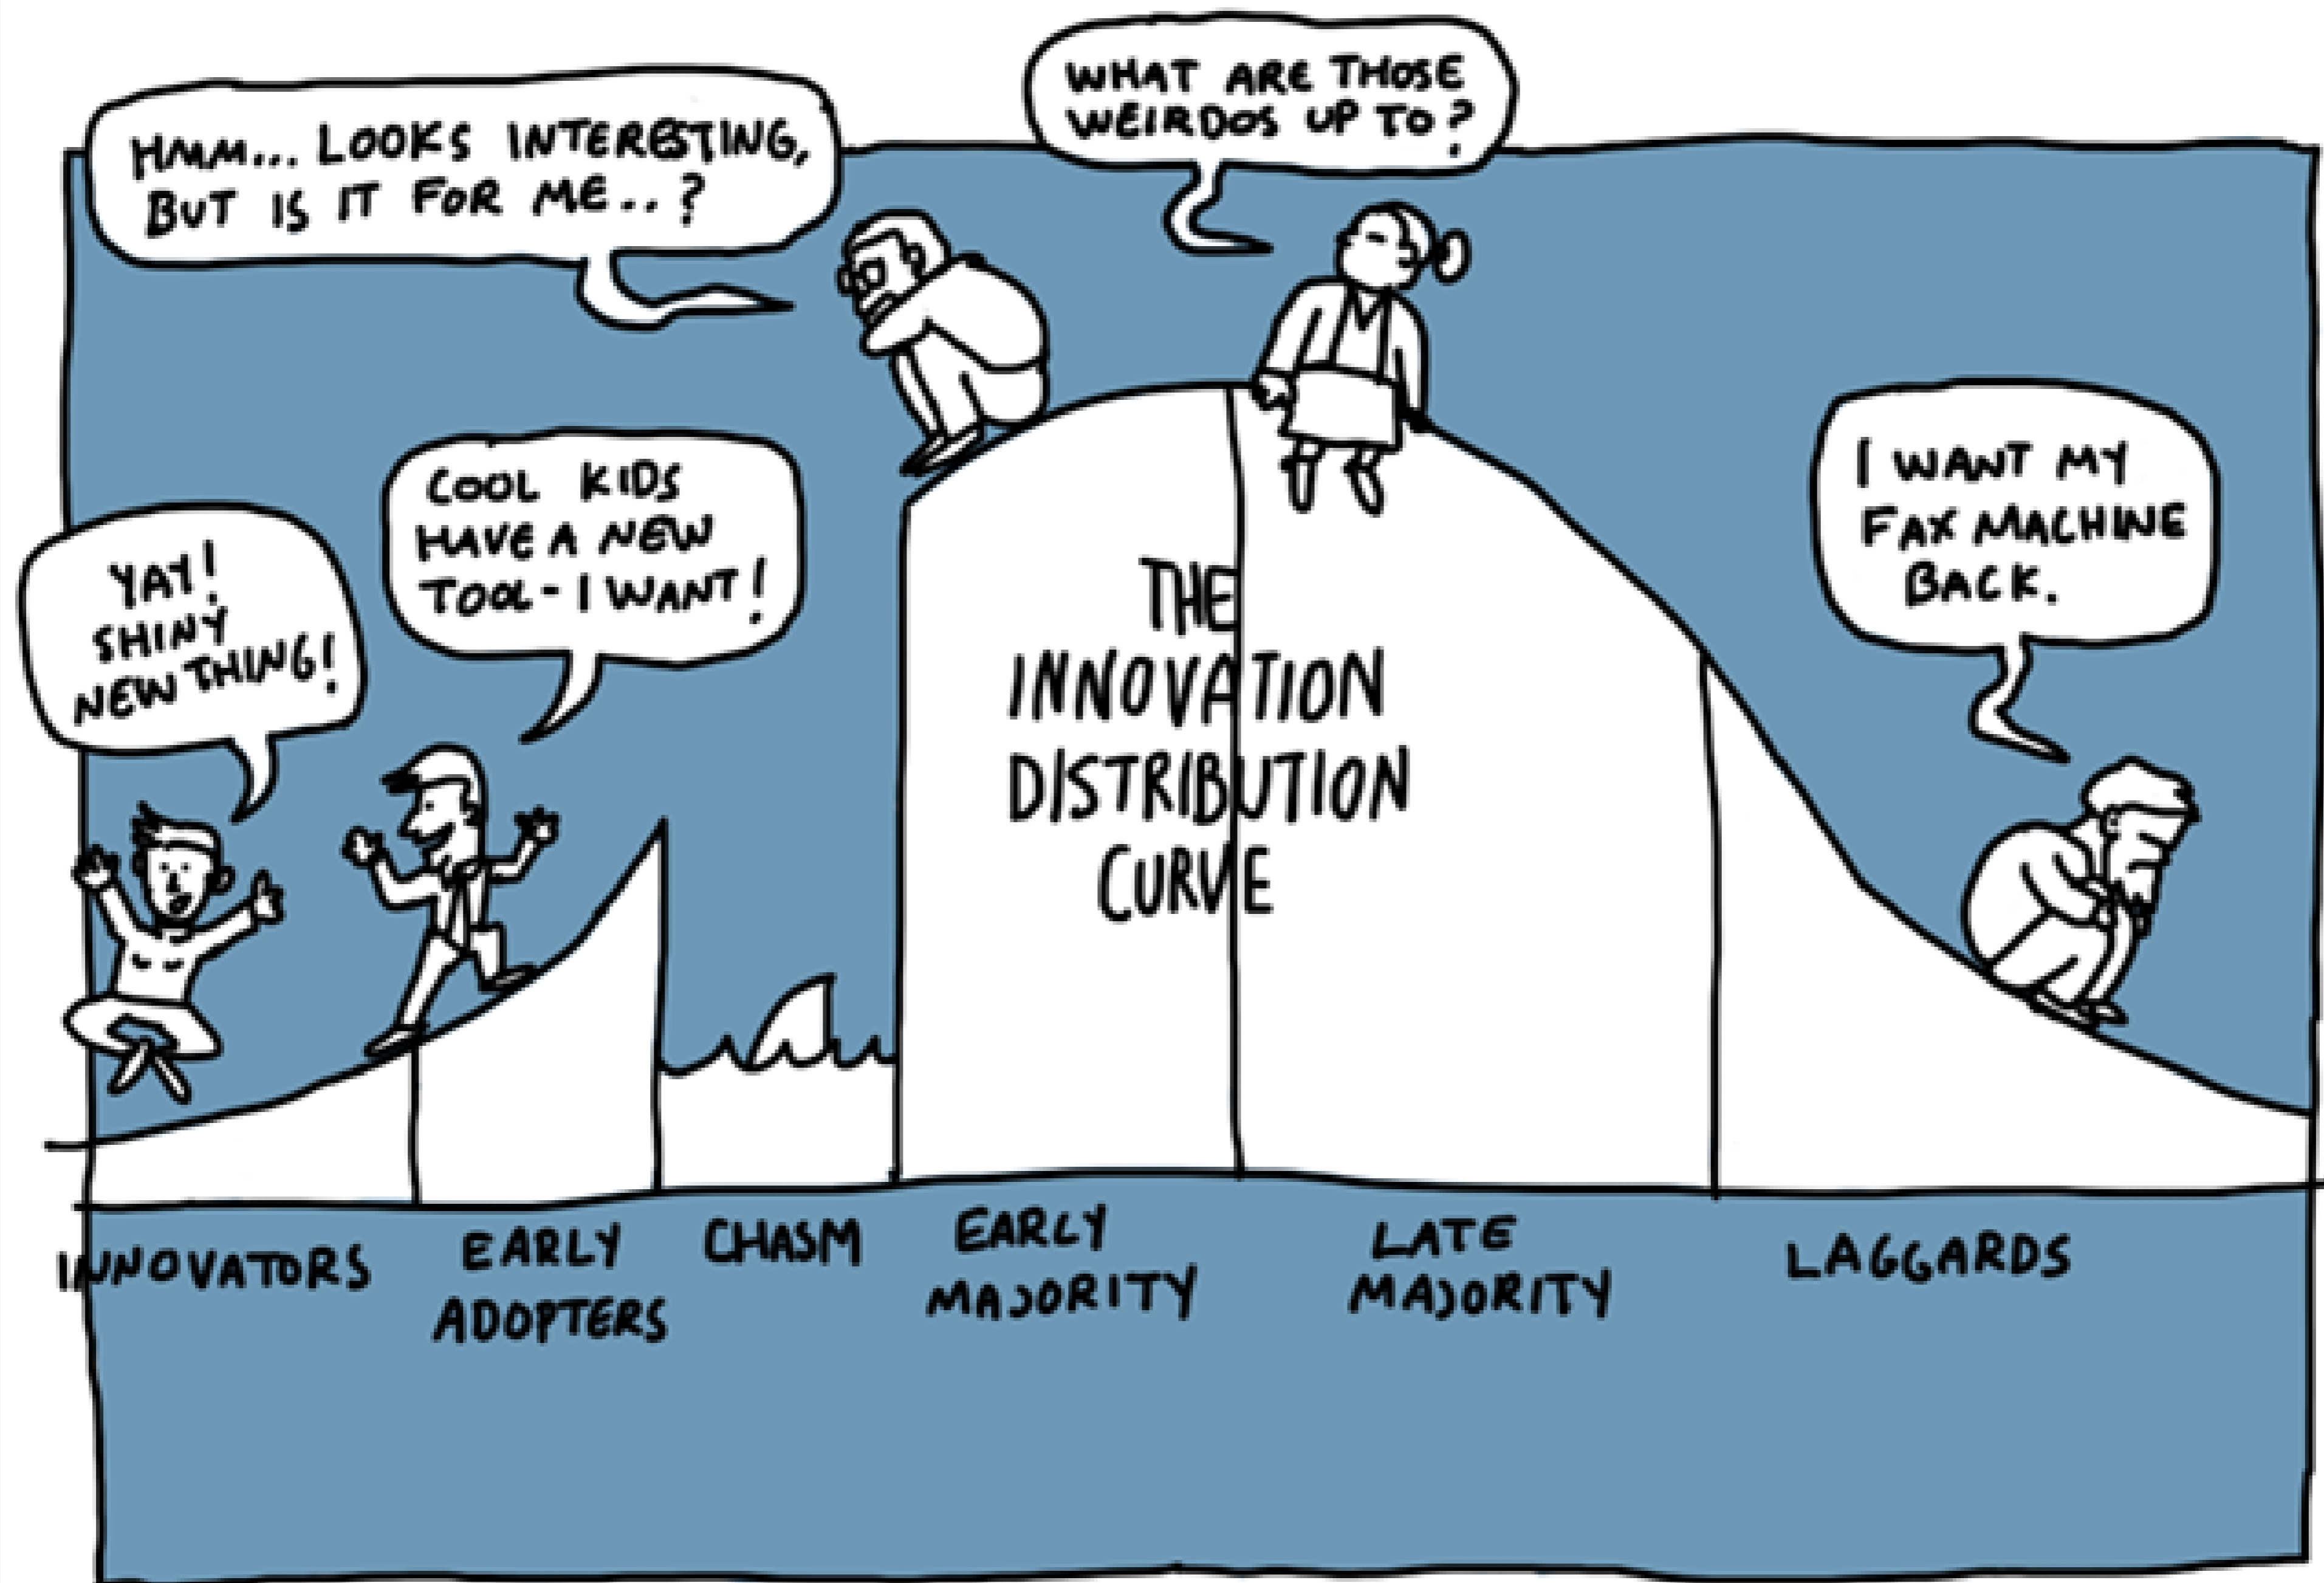 HMM... LOOKS INTERESTING,
BUT IS IT FOR ME..?
WHAT ARE THOSE
WEIRDOS UP TO?
YAY!
SHINY
NEW THING!
COOL KIDS
HAVE A NEW
TOOL - I WANT!
I WANT MY
FAX MACHINE
BACK.
THE
INNOVATION
DISTRIBUTION
CURVE
INNOVATORS
EARLY
ADOPTERS
CHASM
EARLY
MAJORITY
LATE
MAJORITY
LAGGARDS